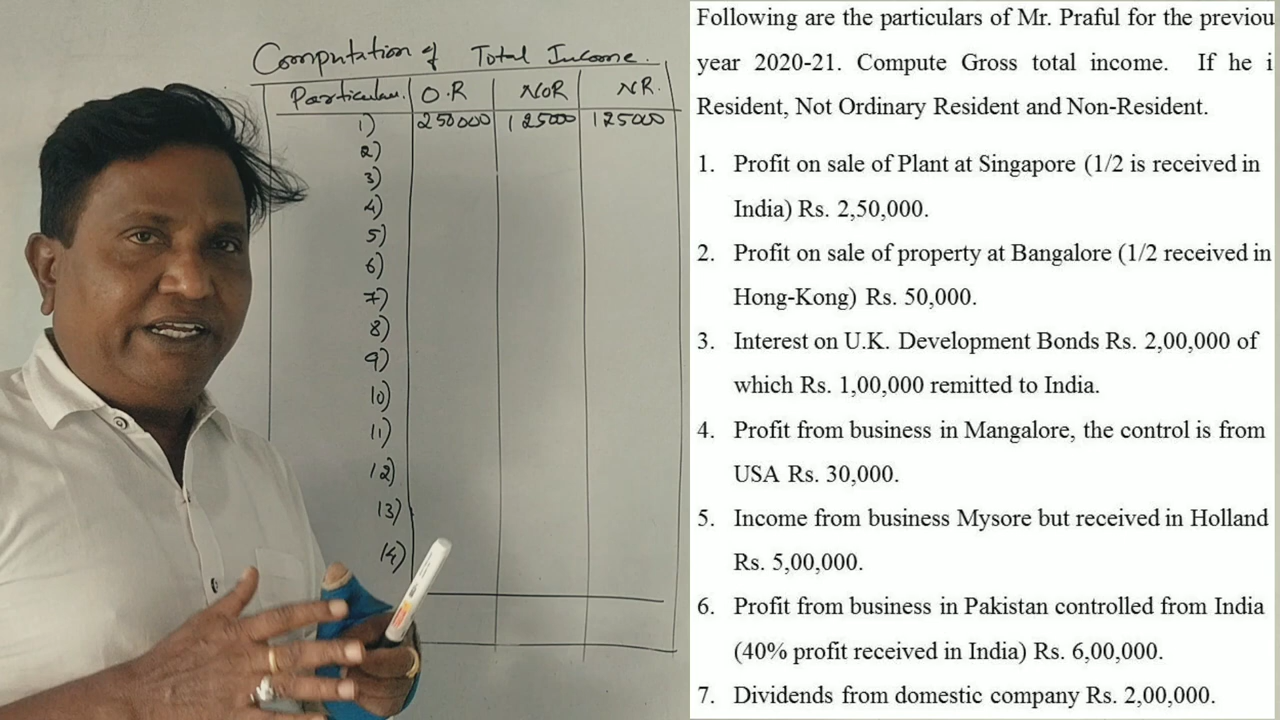 Computation of Total Income.
Particulars. O.R NOR NR.
1) 250000 125000 125000
2)
3)
4)
5)
6)
7)
8)
9)
10)
11)
12)
13)
14)
Following are the particulars of Mr. Praful for the previou
year 2020-21. Compute Gross total income. If he i
Resident, Not Ordinary Resident and Non-Resident.
1. Profit on sale of Plant at Singapore (1/2 is received in
India) Rs. 2,50,000.
2. Profit on sale of property at Bangalore (1/2 received in
Hong-Kong) Rs. 50,000.
3. Interest on U.K. Development Bonds Rs. 2,00,000 of
which Rs. 1,00,000 remitted to India.
4. Profit from business in Mangalore, the control is from
USA Rs. 30,000.
5. Income from business Mysore but received in Holland
Rs. 5,00,000.
6. Profit from business in Pakistan controlled from India
(40% profit received in India) Rs. 6,00,000.
7. Dividends from domestic company Rs. 2,00,000.